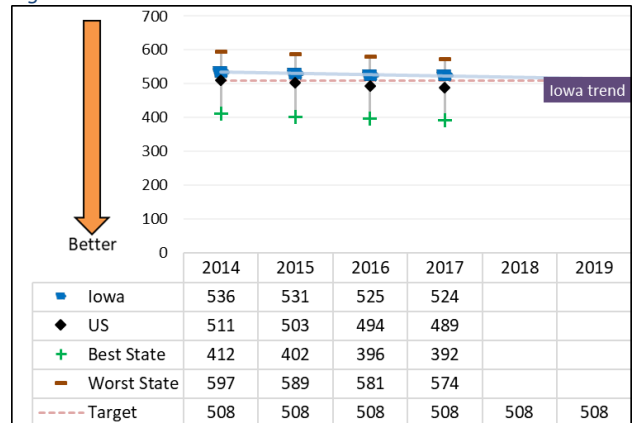 700
600
500
400
300
200
100
0
Iowa trend
Better
2014 2015 2016 2017 2018 2019
Iowa 536 531 525 524
US 511 503 494 489
Best State 412 402 396 392
Worst State 597 589 581 574
Target 508 508 508 508 508 508